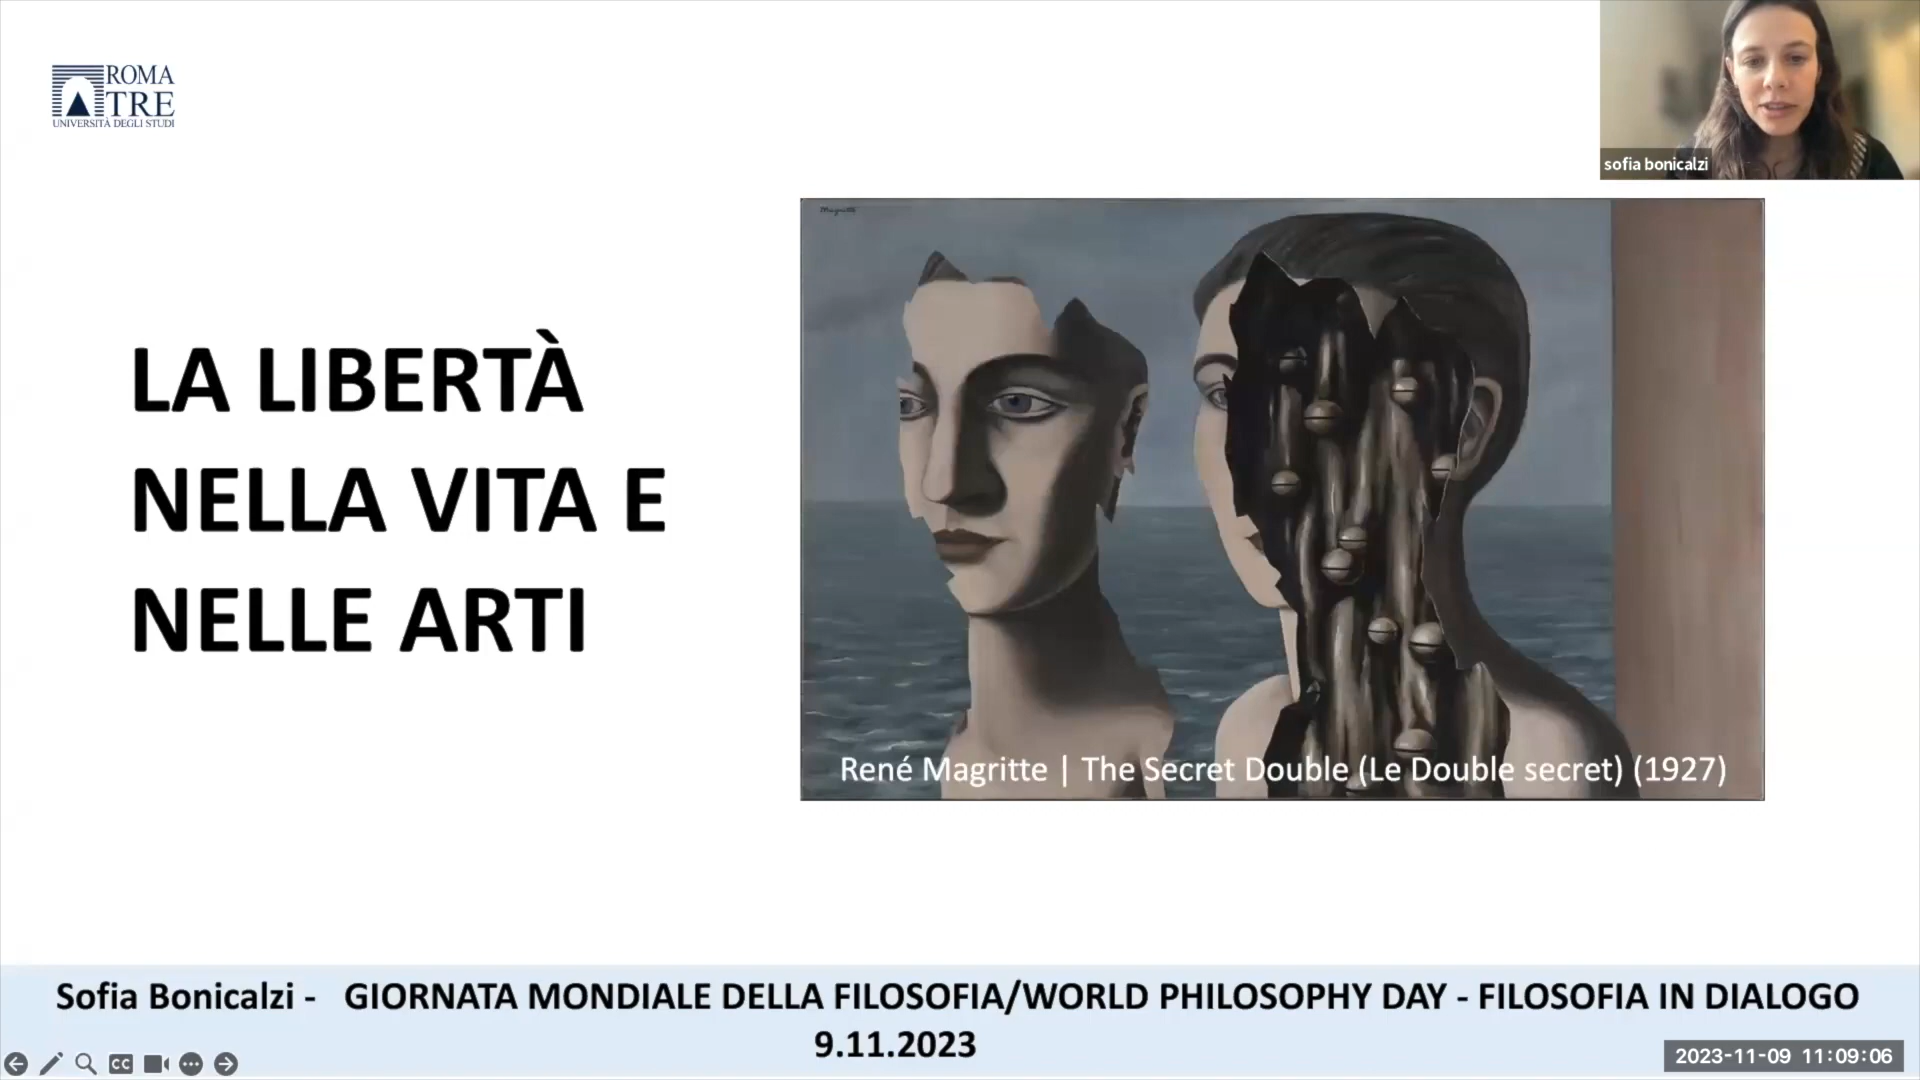 ROMA
TRE
UNIVERSITÀ DEGLI STUDI
sofia bonicalzi
Magritte
LA LIBERTÀ
NELLA VITA E
NELLE ARTI
René Magritte | The Secret Double (Le Double secret) (1927)
Sofia Bonicalzi - GIORNATA MONDIALE DELLA FILOSOFIA/WORLD PHILOSOPHY DAY - FILOSOFIA IN DIALOGO
9.11.2023
CC
2023-11-09 11:09:06